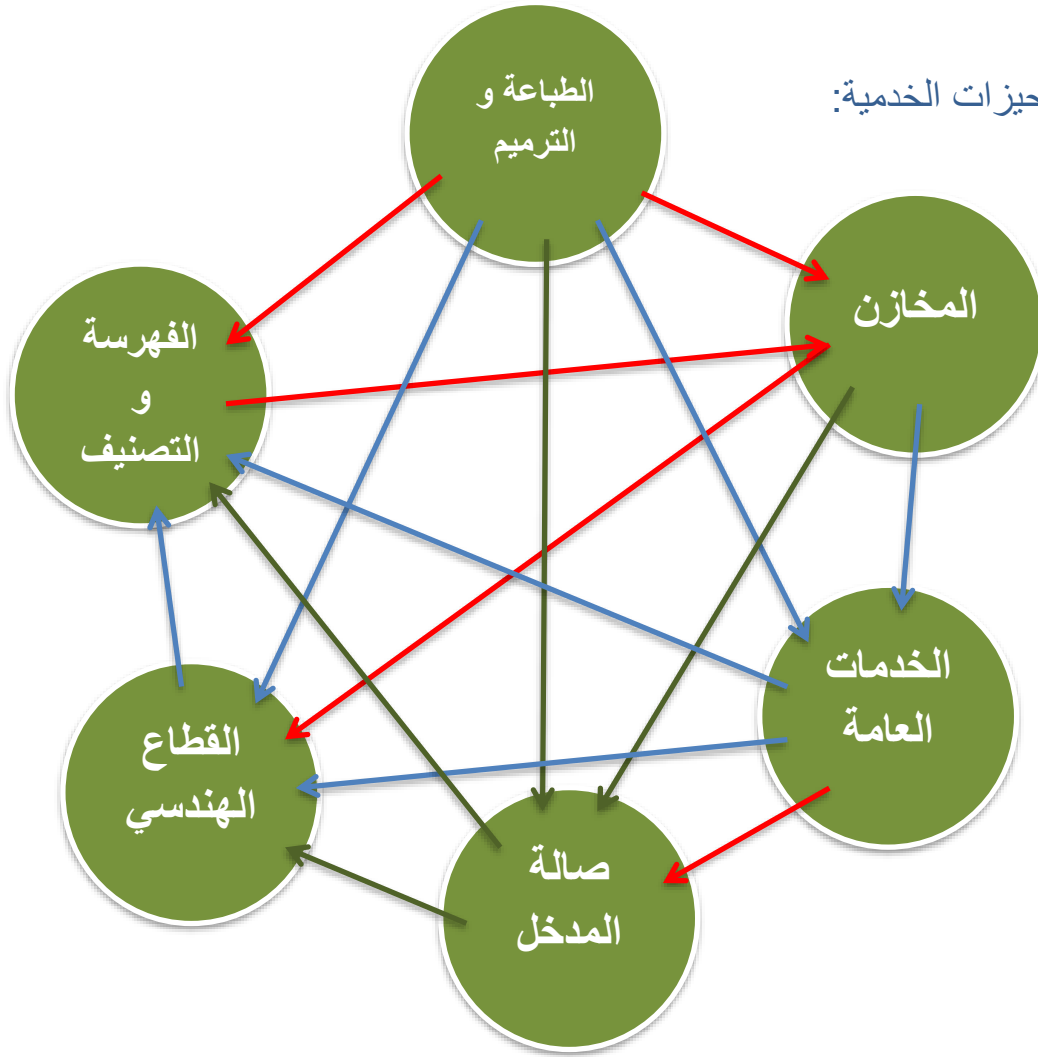 حيزات الخدمية:
الطباعة و
الترميم
المخازن
الفهرسة
و
التصنيف
الخدمات
العامة
القطاع
الهندسي
صالة
المدخل